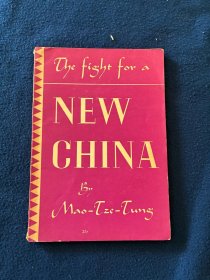 The fight for a
NEW
CHINA
By
Mao-Tze-Tung